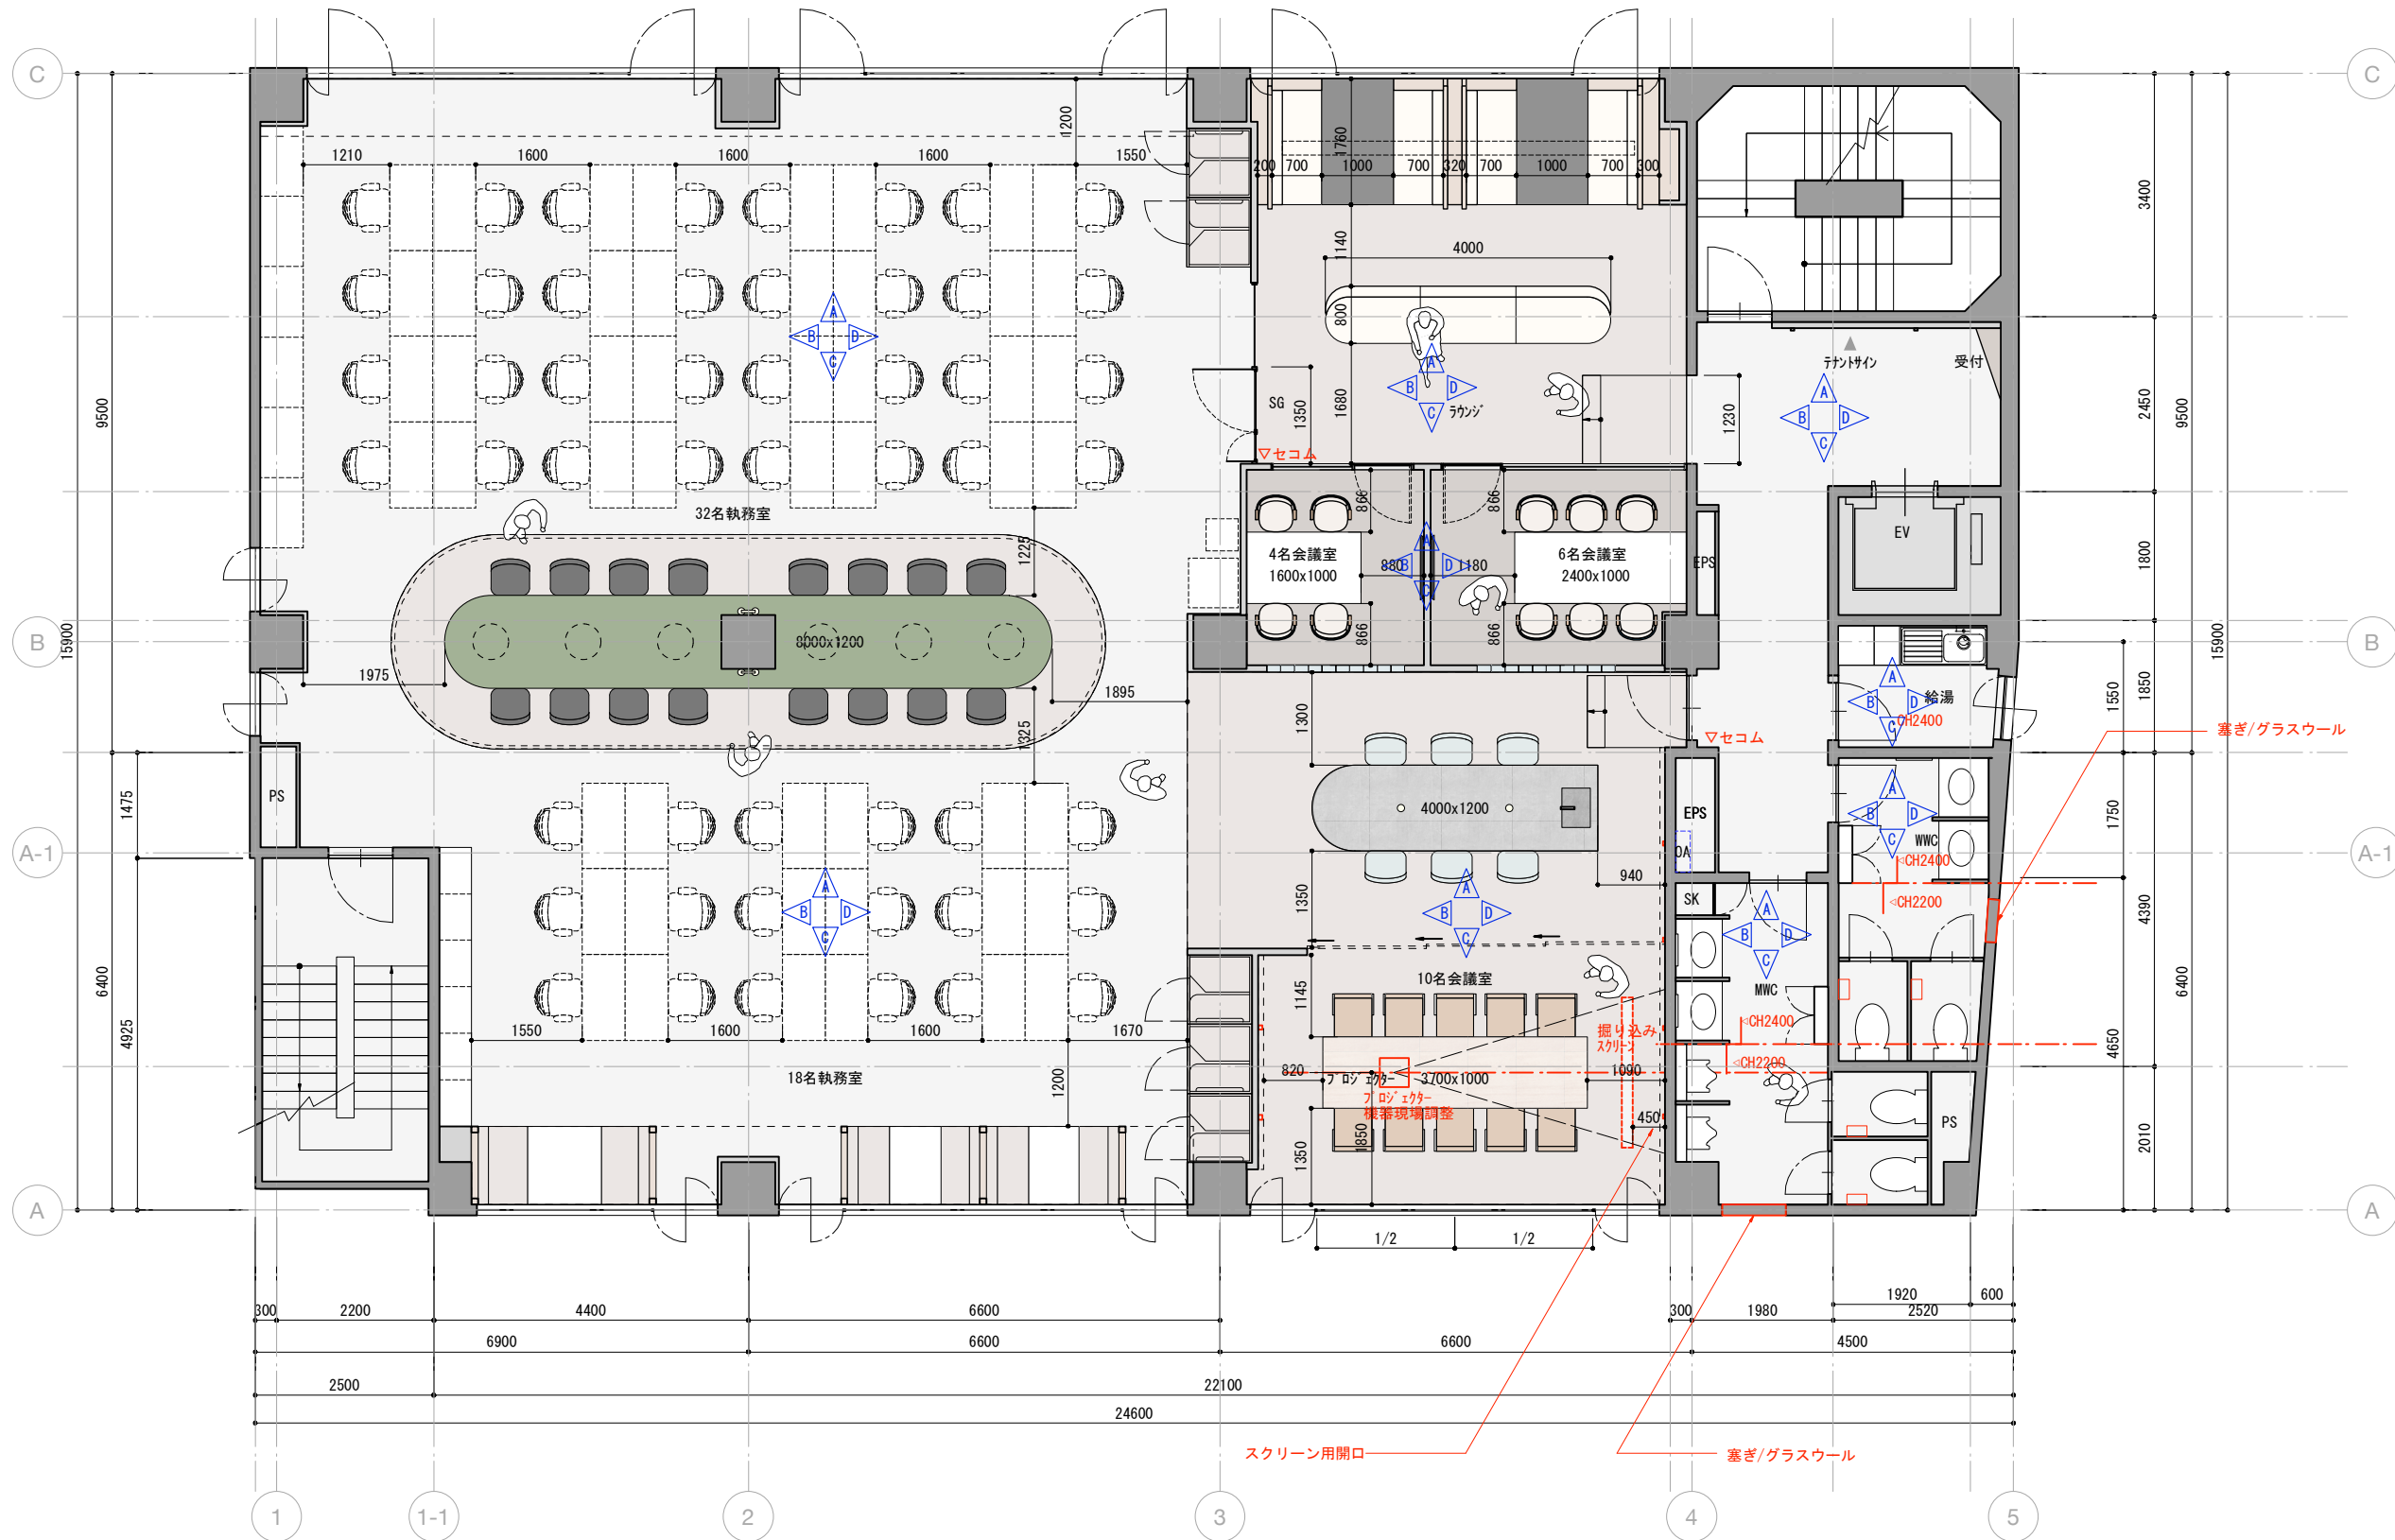 C
C
1200
1210
1600
1600
1600
1550
1760
200
700
1000
700
320
700
1000
700
300
3400
1140
4000
800
A
B
D
C
テナントサイン
受付
A
B
D
C
ラウンジ
SG
1350
1680
1230
A
B
D
C
2450
9500
9500
▽セコム
866
866
32名執務室
1225
4名会議室
1600x1000
880
A
B
D
C
1180
6名会議室
2400x1000
EPS
EV
1800
B
15900
8000x1200
866
866
B
15900
1975
1895
1325
1300
▽セコム
A
B
D
C
給湯
CH2400
1550
1850
塞ぎ/グラスウール
PS
1475
4000x1200
EPS
OA
A
B
D
C
WWC
◁CH2400
1750
A-1
A-1
940
1350
SK
◁CH2200
A
B
D
C
A
B
D
C
A
B
D
C
4390
6400
6400
10名会議室
1145
MWC
掘り込み
スクリーン
◁CH2400
◁CH2200
4925
1550
1600
1600
1670
4650
18名執務室
1200
820
プロジェクター
3700x1000
1090
プロジェクター
機器現場調整
450
1350
1850
PS
2010
A
A
1/2
1/2
300
2200
4400
6600
300
1980
1920
600
2520
6900
6600
6600
4500
2500
22100
24600
スクリーン用開口
塞ぎ/グラスウール
1
1-1
2
3
4
5